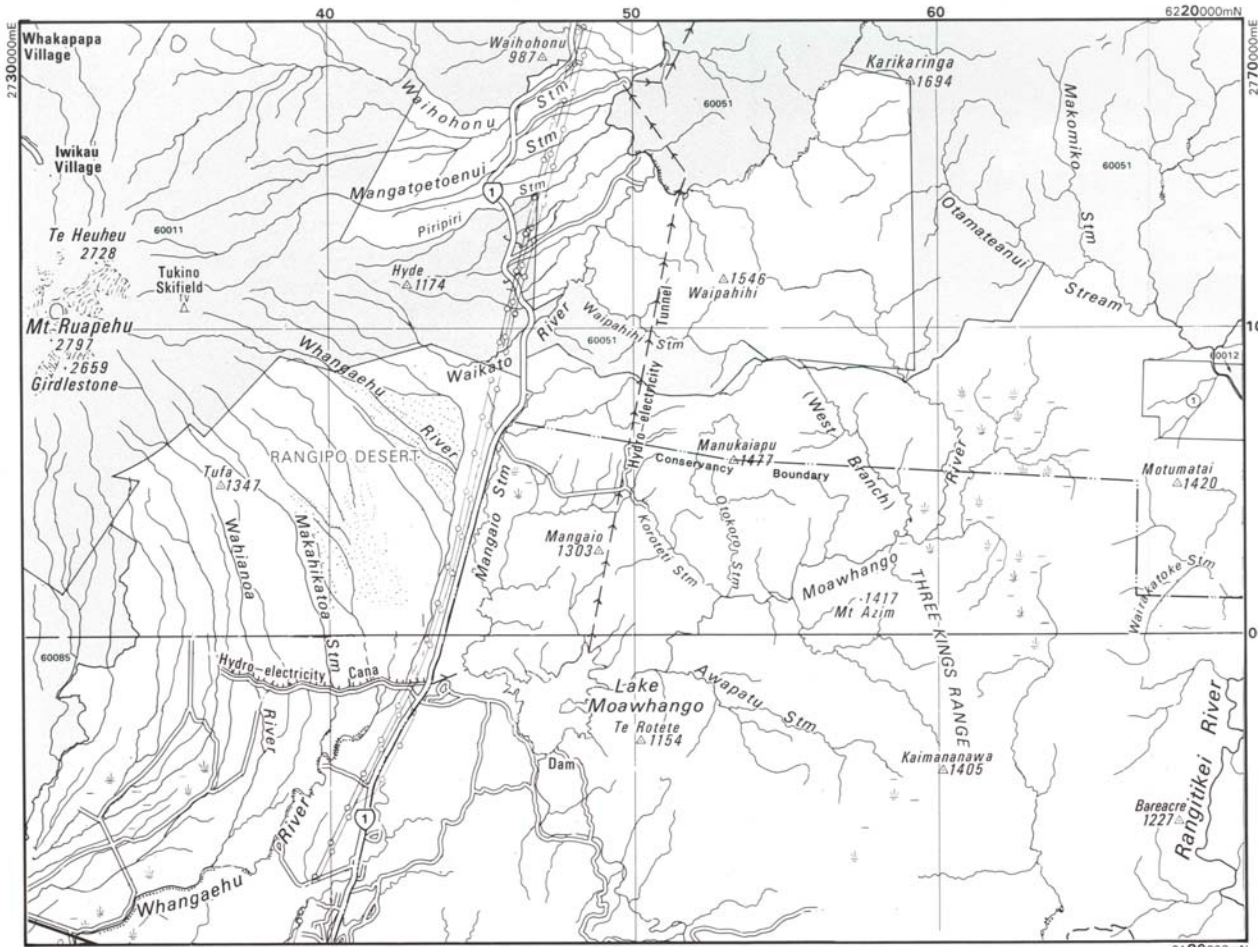 40
50
60
6220000mN
2730000mE
2770000mE
Whakapapa
Village
Waihohonu
987
Karikaringa
1694
60051
Waihohonu Stm
Makomiko Stm
60051
Iwikau
Village
Mangatoetoenui Stm
1
Stm
Piripiri
Otamateanui
Stream
Te Heuheu
2728
60011
Tukino
Skifield
TV
Hyde
1174
1546
Waipahihi
Mt Ruapehu
2797
2659
Girdlestone
Whangaehu
River
Waikato
River
Waipahihi Stm
60051
Hydro-electricity Tunnel
10
60012
1
RANGIPO DESERT
Tufa
1347
Manukaiapu
1477
Conservancy Boundary
(West Branch)
River
Motumatai
1420
Wahianoa
Makahikatoa
Stm
Mangaio Stm
Mangaio
1303
Koroteti Stm
Otokoro Stm
Moawhango
1417
Mt Azim
THREE KINGS RANGE
Wairakatoke Stm
0
60085
Hydro-electricity Cana
River
Lake
Moawhango
Te Rotete
1154
Awapatu Stm
Dam
Kaimananawa
1405
Rangitikei River
Bareacre
1227
1
Whangaehu
River